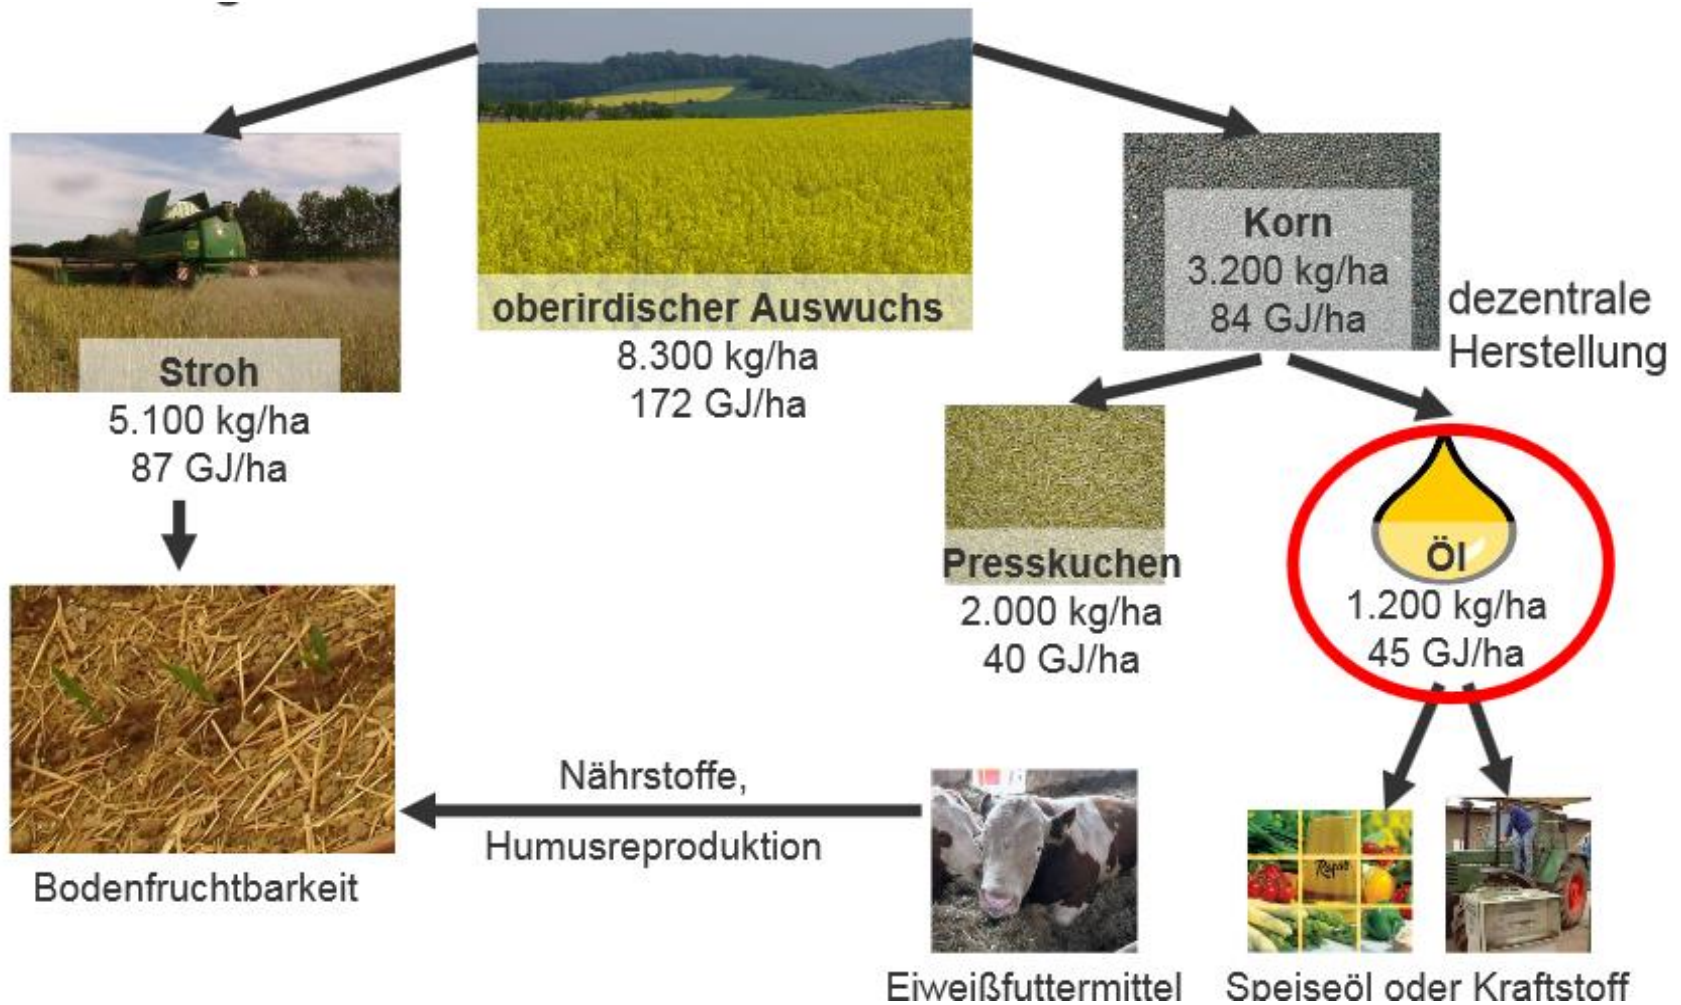 oberirdischer Auswuchs
8.300 kg/ha
172 GJ/ha
Stroh
5.100 kg/ha
87 GJ/ha
Korn
3.200 kg/ha
84 GJ/ha
dezentrale
Herstellung
Presskuchen
2.000 kg/ha
40 GJ/ha
Öl
1.200 kg/ha
45 GJ/ha
Nährstoffe,
Humusreproduktion
Bodenfruchtbarkeit
Eiweißfuttermittel
Speiseöl oder Kraftstoff